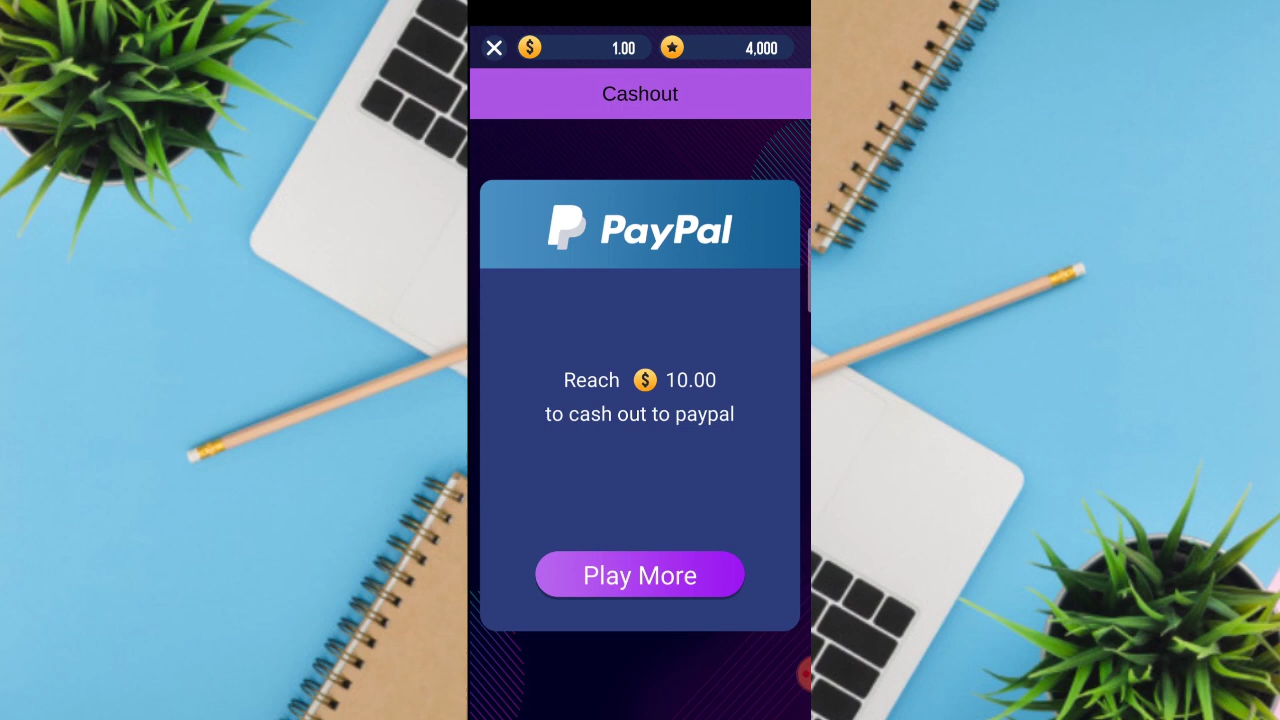 1.00 4,000
Cashout
PayPal
Reach $ 10.00
to cash out to paypal
Play More